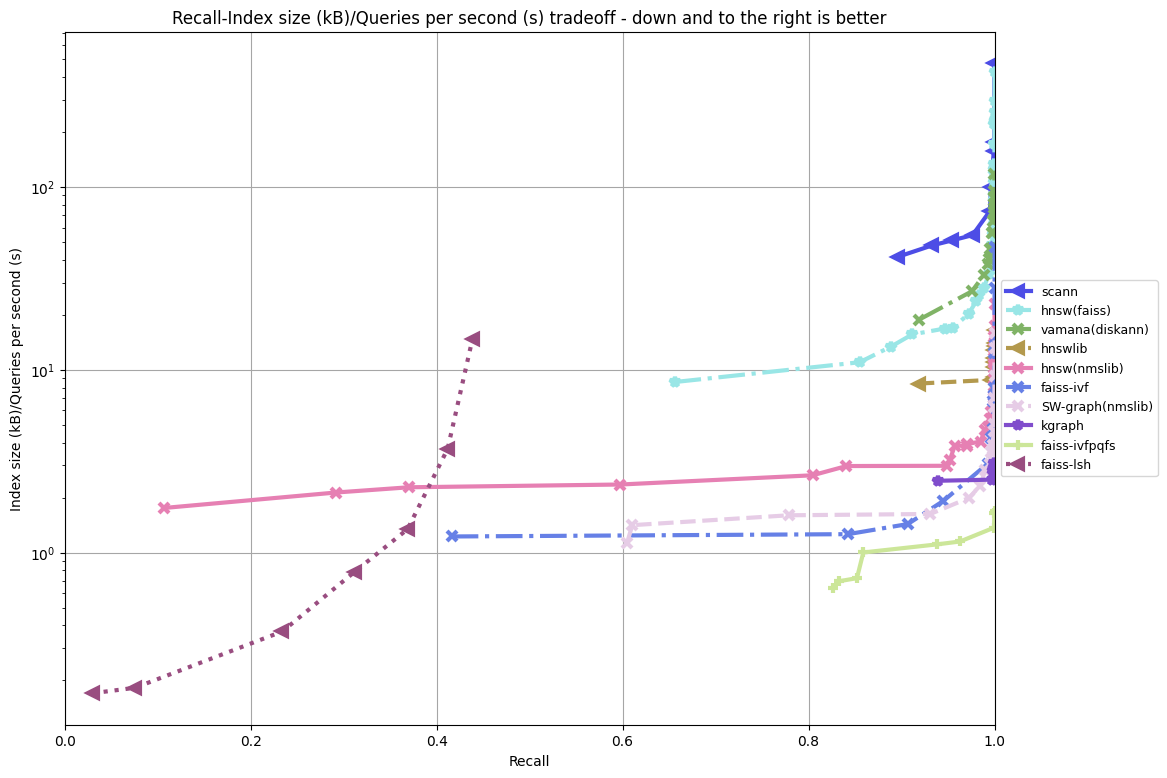 Recall-Index size (kB)/Queries per second (s) tradeoff - down and to the right is better
Index size (kB)/Queries per second (s)
10²
10¹
10⁰
0.0 0.2 0.4 0.6 0.8 1.0
Recall
scann
hnsw(faiss)
vamana(diskann)
hnswlib
hnsw(nmslib)
faiss-ivf
SW-graph(nmslib)
kgraph
faiss-ivfpqfs
faiss-lsh